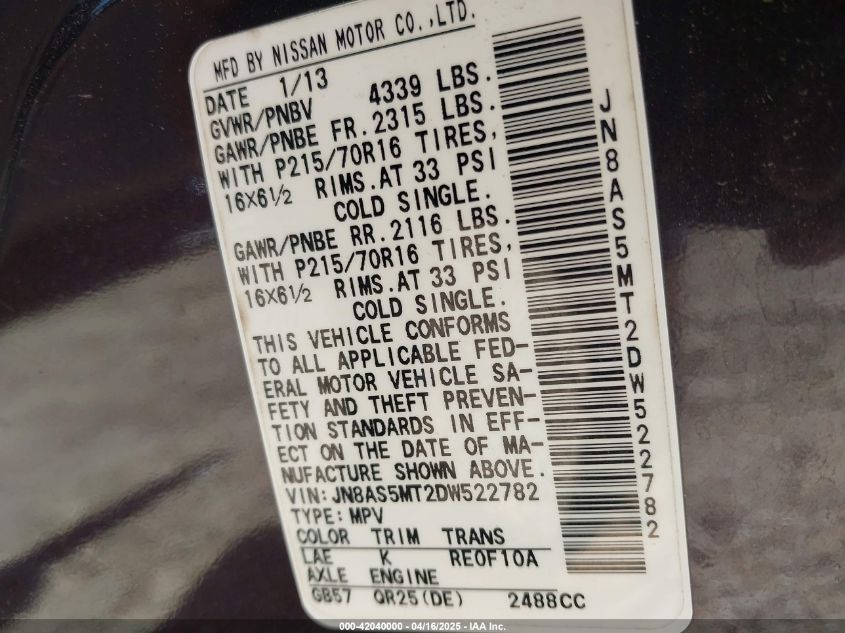 MFD BY NISSAN MOTOR CO.,LTD.
DATE 1/13
GVWR/PNBV 4339 LBS.
GAWR/PNBE FR.2315 LBS.
WITH P215/70R16 TIRES,
16X6½ RIMS.AT 33 PSI
COLD SINGLE.
GAWR/PNBE RR.2116 LBS.
WITH P215/70R16 TIRES,
16X6½ RIMS.AT 33 PSI
COLD SINGLE.
THIS VEHICLE CONFORMS
TO ALL APPLICABLE FED-
ERAL MOTOR VEHICLE SA-
FETY AND THEFT PREVEN-
TION STANDARDS IN EFF-
ECT ON THE DATE OF MA-
NUFACTURE SHOWN ABOVE.
VIN:JN8AS5MT2DW522782
TYPE:MPV
COLOR TRIM TRANS
LAE K RE0F10A
AXLE ENGINE
GB57 QR25(DE) 2488CC
JN8AS5MT2DW522782
000-42040000 - 04/16/2025 - IAA Inc.